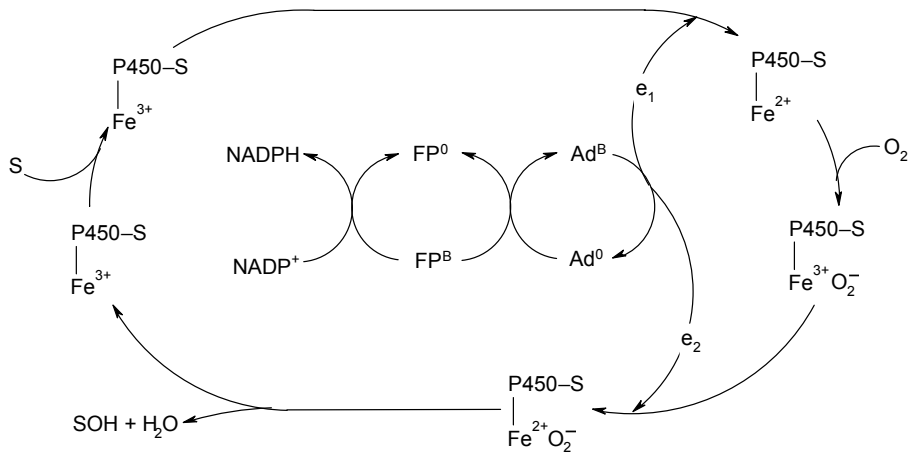 P450–S
Fe³⁺
S
P450–S
Fe³⁺
NADPH
FP⁰
Adᴮ
NADP⁺
FPᴮ
Ad⁰
e₁
P450–S
Fe²⁺
O₂
P450–S
Fe³⁺O₂⁻
e₂
P450–S
Fe²⁺O₂⁻
SOH + H₂O